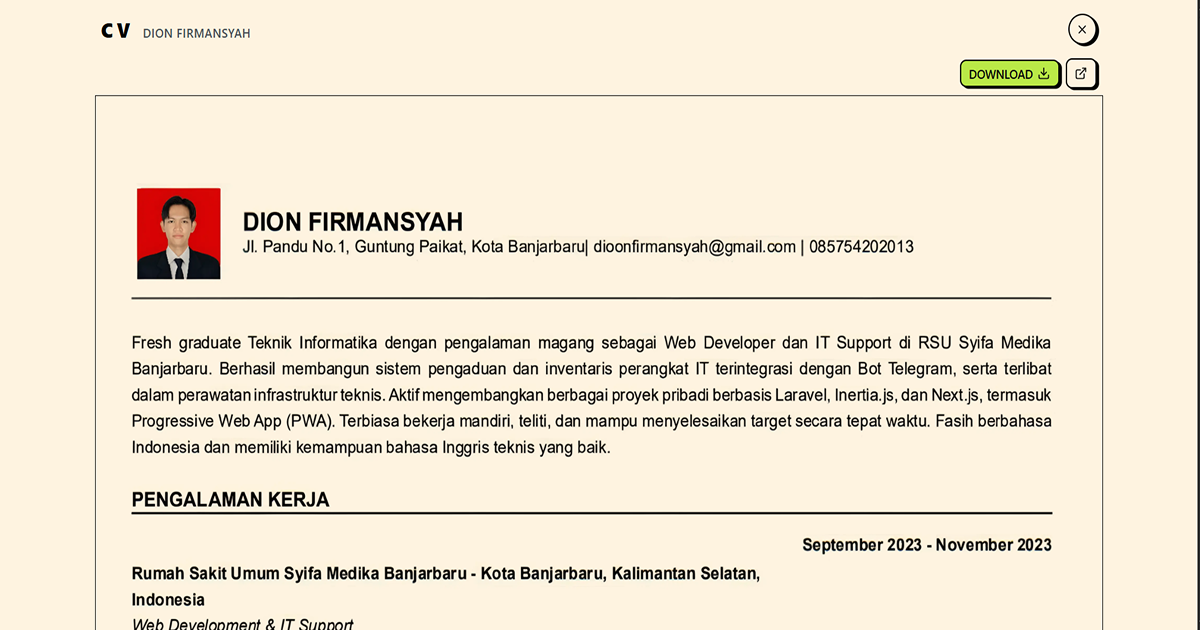 CV DION FIRMANSYAH
DOWNLOAD
DION FIRMANSYAH
Jl. Pandu No.1, Guntung Paikat, Kota Banjarbaru| dioonfirmansyah@gmail.com | 085754202013
Fresh graduate Teknik Informatika dengan pengalaman magang sebagai Web Developer dan IT Support di RSU Syifa Medika
Banjarbaru. Berhasil membangun sistem pengaduan dan inventaris perangkat IT terintegrasi dengan Bot Telegram, serta terlibat
dalam perawatan infrastruktur teknis. Aktif mengembangkan berbagai proyek pribadi berbasis Laravel, Inertia.js, dan Next.js, termasuk
Progressive Web App (PWA). Terbiasa bekerja mandiri, teliti, dan mampu menyelesaikan target secara tepat waktu. Fasih berbahasa
Indonesia dan memiliki kemampuan bahasa Inggris teknis yang baik.
PENGALAMAN KERJA
September 2023 - November 2023
Rumah Sakit Umum Syifa Medika Banjarbaru - Kota Banjarbaru, Kalimantan Selatan,
Indonesia
Web Development & IT Support